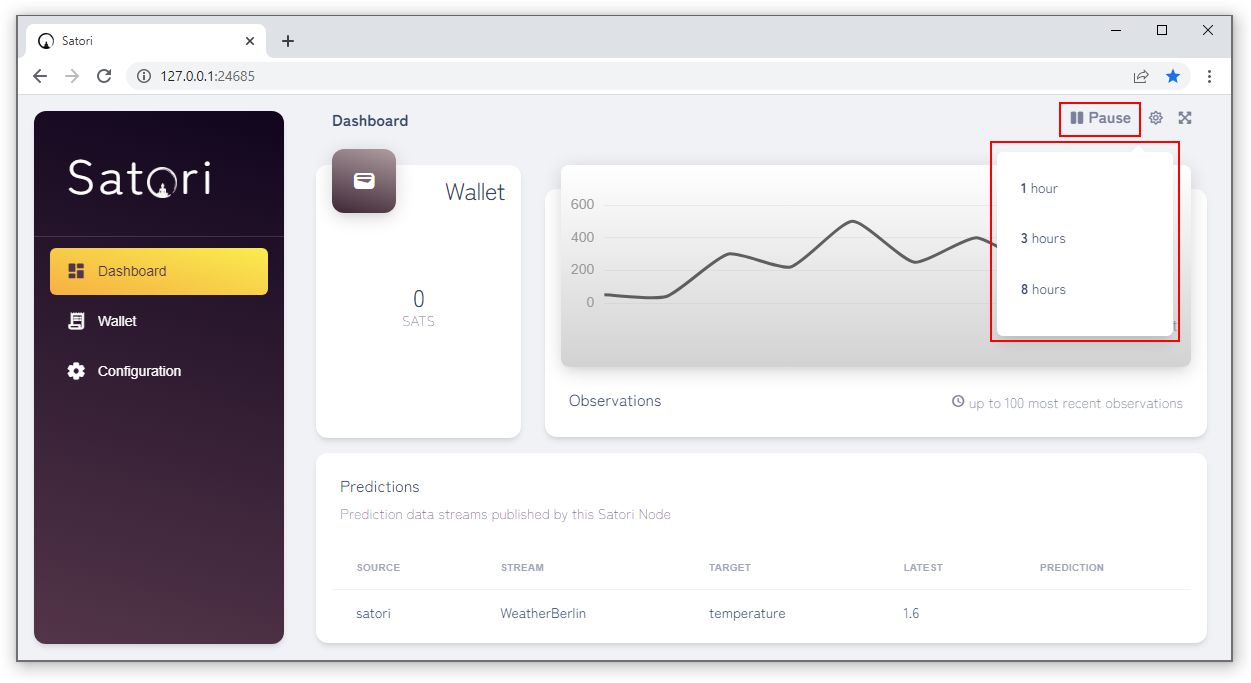 Satori
127.0.0.1:24685
Satori
Dashboard
Wallet
Configuration
Dashboard
Pause
1 hour
3 hours
8 hours
Wallet
0
SATS
600
400
200
0
Observations
up to 100 most recent observations
Predictions
Prediction data streams published by this Satori Node
SOURCE STREAM TARGET LATEST PREDICTION
satori WeatherBerlin temperature 1.6